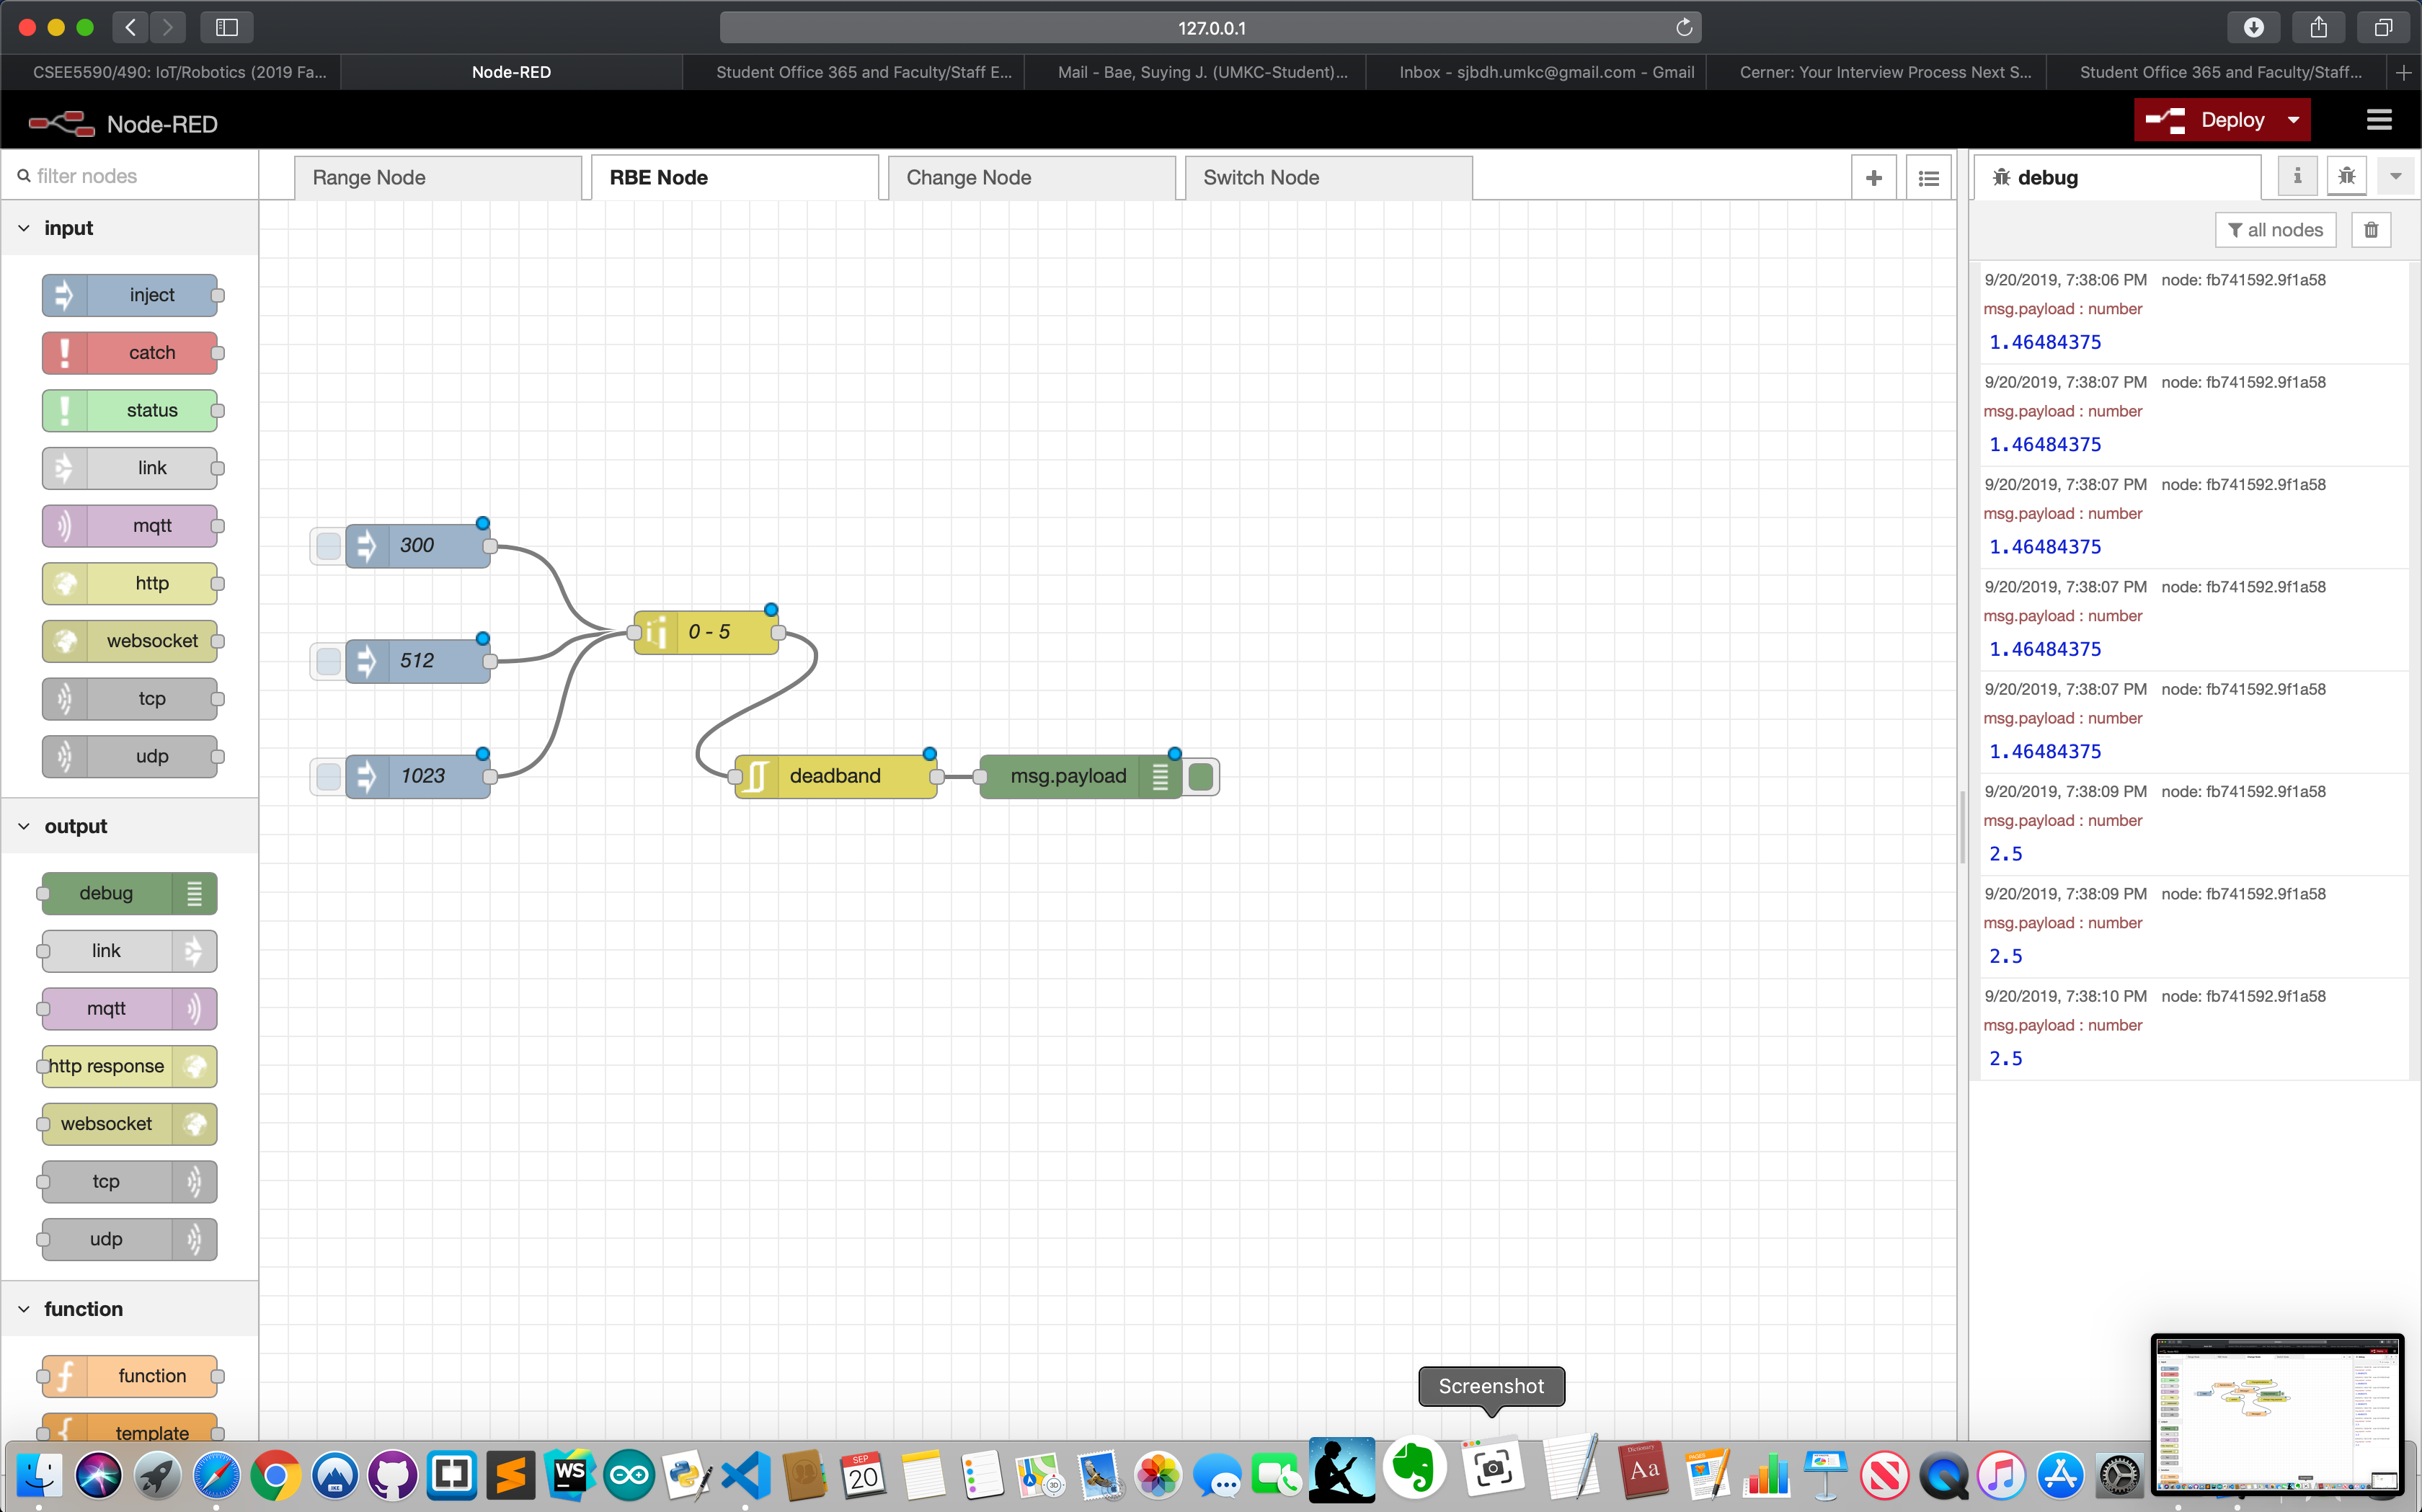 127.0.0.1
CSEE5590/490: IoT/Robotics (2019 Fa...
Node-RED
Student Office 365 and Faculty/Staff E...
Mail - Bae, Suying J. (UMKC-Student)...
Inbox - sjbdh.umkc@gmail.com - Gmail
Cerner: Your Interview Process Next S...
Student Office 365 and Faculty/Staff...
Node-RED
Deploy
filter nodes
Range Node
RBE Node
Change Node
Switch Node
debug
i
all nodes
input
inject
catch
status
link
mqtt
http
websocket
tcp
udp
output
debug
link
mqtt
http response
websocket
tcp
udp
function
function
template
300
512
1023
0 - 5
deadband
msg.payload
9/20/2019, 7:38:06 PM node: fb741592.9f1a58
msg.payload : number
1.46484375
9/20/2019, 7:38:07 PM node: fb741592.9f1a58
msg.payload : number
1.46484375
9/20/2019, 7:38:07 PM node: fb741592.9f1a58
msg.payload : number
1.46484375
9/20/2019, 7:38:07 PM node: fb741592.9f1a58
msg.payload : number
1.46484375
9/20/2019, 7:38:07 PM node: fb741592.9f1a58
msg.payload : number
1.46484375
9/20/2019, 7:38:09 PM node: fb741592.9f1a58
msg.payload : number
2.5
9/20/2019, 7:38:09 PM node: fb741592.9f1a58
msg.payload : number
2.5
9/20/2019, 7:38:10 PM node: fb741592.9f1a58
msg.payload : number
2.5
Screenshot
WS
SEP
20
3D
Dictionary
Aa
PAGES